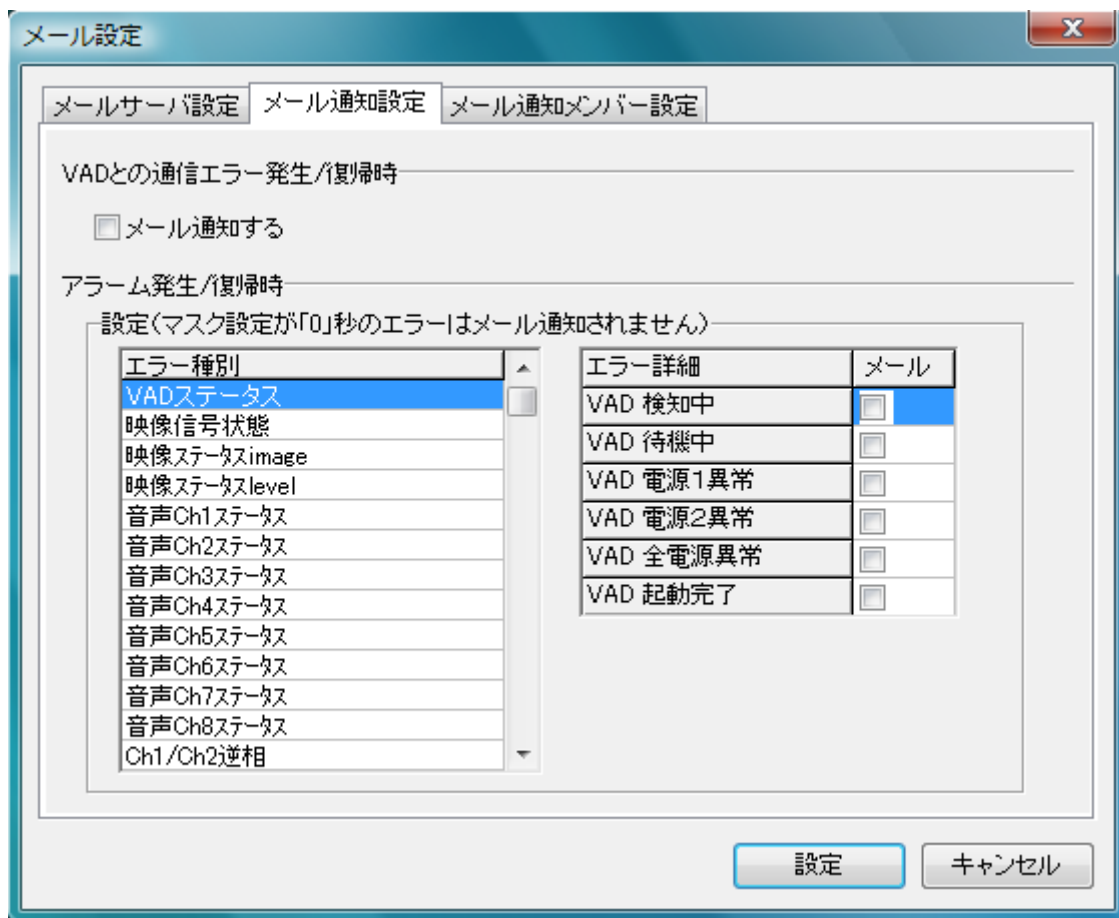 メール設定
メールサーバ設定 メール通知設定 メール通知メンバー設定
VADとの通信エラー発生/復帰時
メール通知する
アラーム発生/復帰時
設定(マスク設定が「0」秒のエラーはメール通知されません)
エラー種別
VADステータス
映像信号状態
映像ｽﾃｰﾀｽimage
映像ｽﾃｰﾀｽlevel
音声Ch1ｽﾃｰﾀｽ
音声Ch2ｽﾃｰﾀｽ
音声Ch3ｽﾃｰﾀｽ
音声Ch4ｽﾃｰﾀｽ
音声Ch5ｽﾃｰﾀｽ
音声Ch6ｽﾃｰﾀｽ
音声Ch7ｽﾃｰﾀｽ
音声Ch8ｽﾃｰﾀｽ
Ch1/Ch2逆相
エラー詳細 メール
VAD 検知中
VAD 待機中
VAD 電源1異常
VAD 電源2異常
VAD 全電源異常
VAD 起動完了
設定 キャンセル